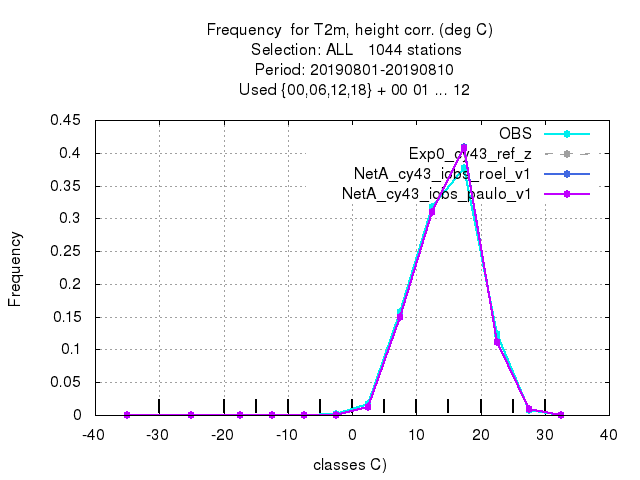 Frequency for T2m, height corr. (deg C)
Selection: ALL 1044 stations
Period: 20190801-20190810
Used {00,06,12,18} + 00 01 ... 12
0.45
0.4
0.35
0.3
0.25
0.2
0.15
0.1
0.05
0
Frequency
OBS
Exp0_cy43_ref_z
NetA_cy43_iobs_roel_v1
NetA_cy43_iobs_paulo_v1
-40 -30 -20 -10 0 10 20 30 40
classes C)